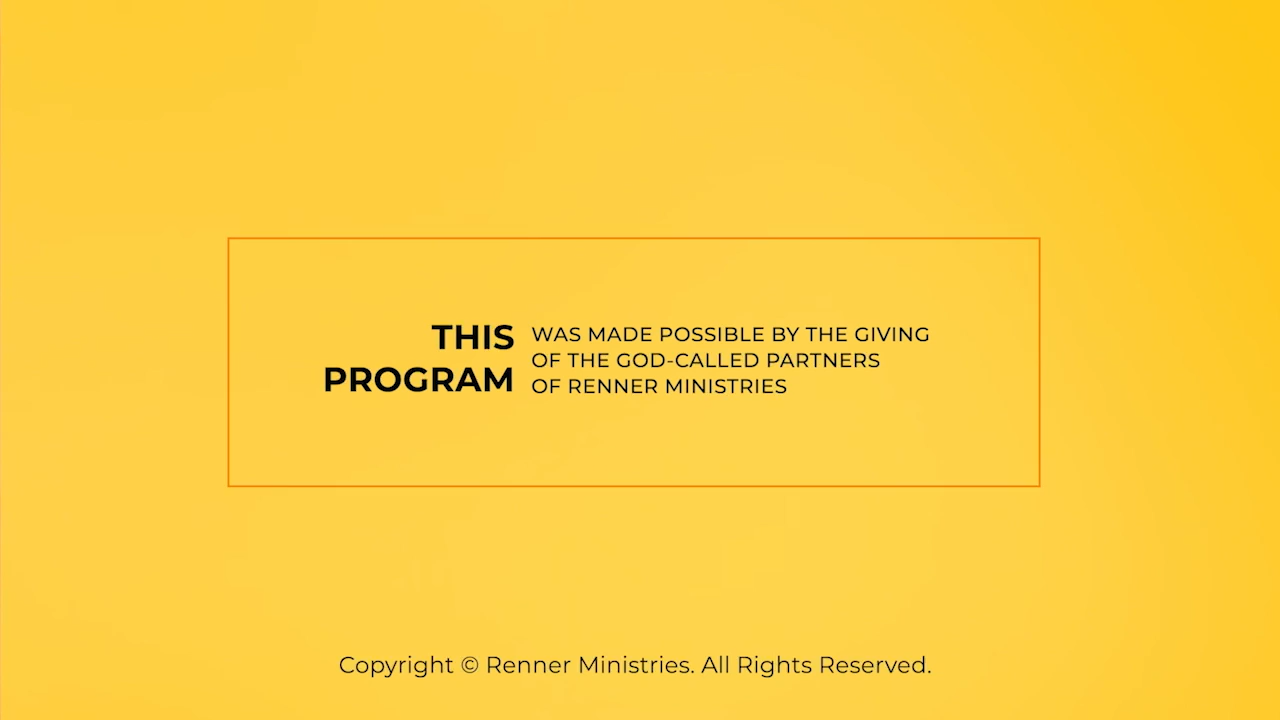 THIS
PROGRAM
WAS MADE POSSIBLE BY THE GIVING
OF THE GOD-CALLED PARTNERS
OF RENNER MINISTRIES
Copyright © Renner Ministries. All Rights Reserved.